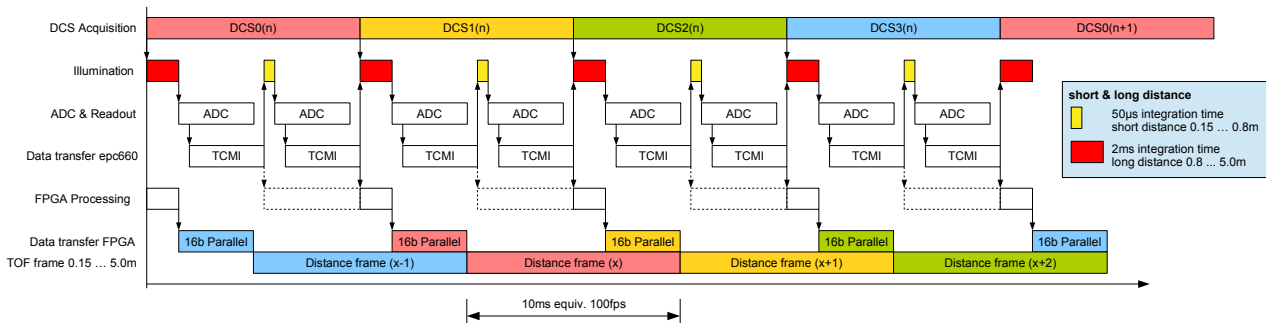 DCS Acquisition
DCS0(n)
DCS1(n)
DCS2(n)
DCS3(n)
DCS0(n+1)
Illumination
ADC & Readout
ADC
ADC
ADC
ADC
ADC
ADC
ADC
ADC
Data transfer epc660
TCMI
TCMI
TCMI
TCMI
TCMI
TCMI
TCMI
TCMI
FPGA Processing
Data transfer FPGA
16b Parallel
16b Parallel
16b Parallel
16b Parallel
16b Parallel
TOF frame 0.15 … 5.0m
Distance frame (x-1)
Distance frame (x)
Distance frame (x+1)
Distance frame (x+2)
10ms equiv. 100fps
short & long distance
50µs integration time
short distance 0.15 … 0.8m
2ms integration time
long distance 0.8 ... 5.0m